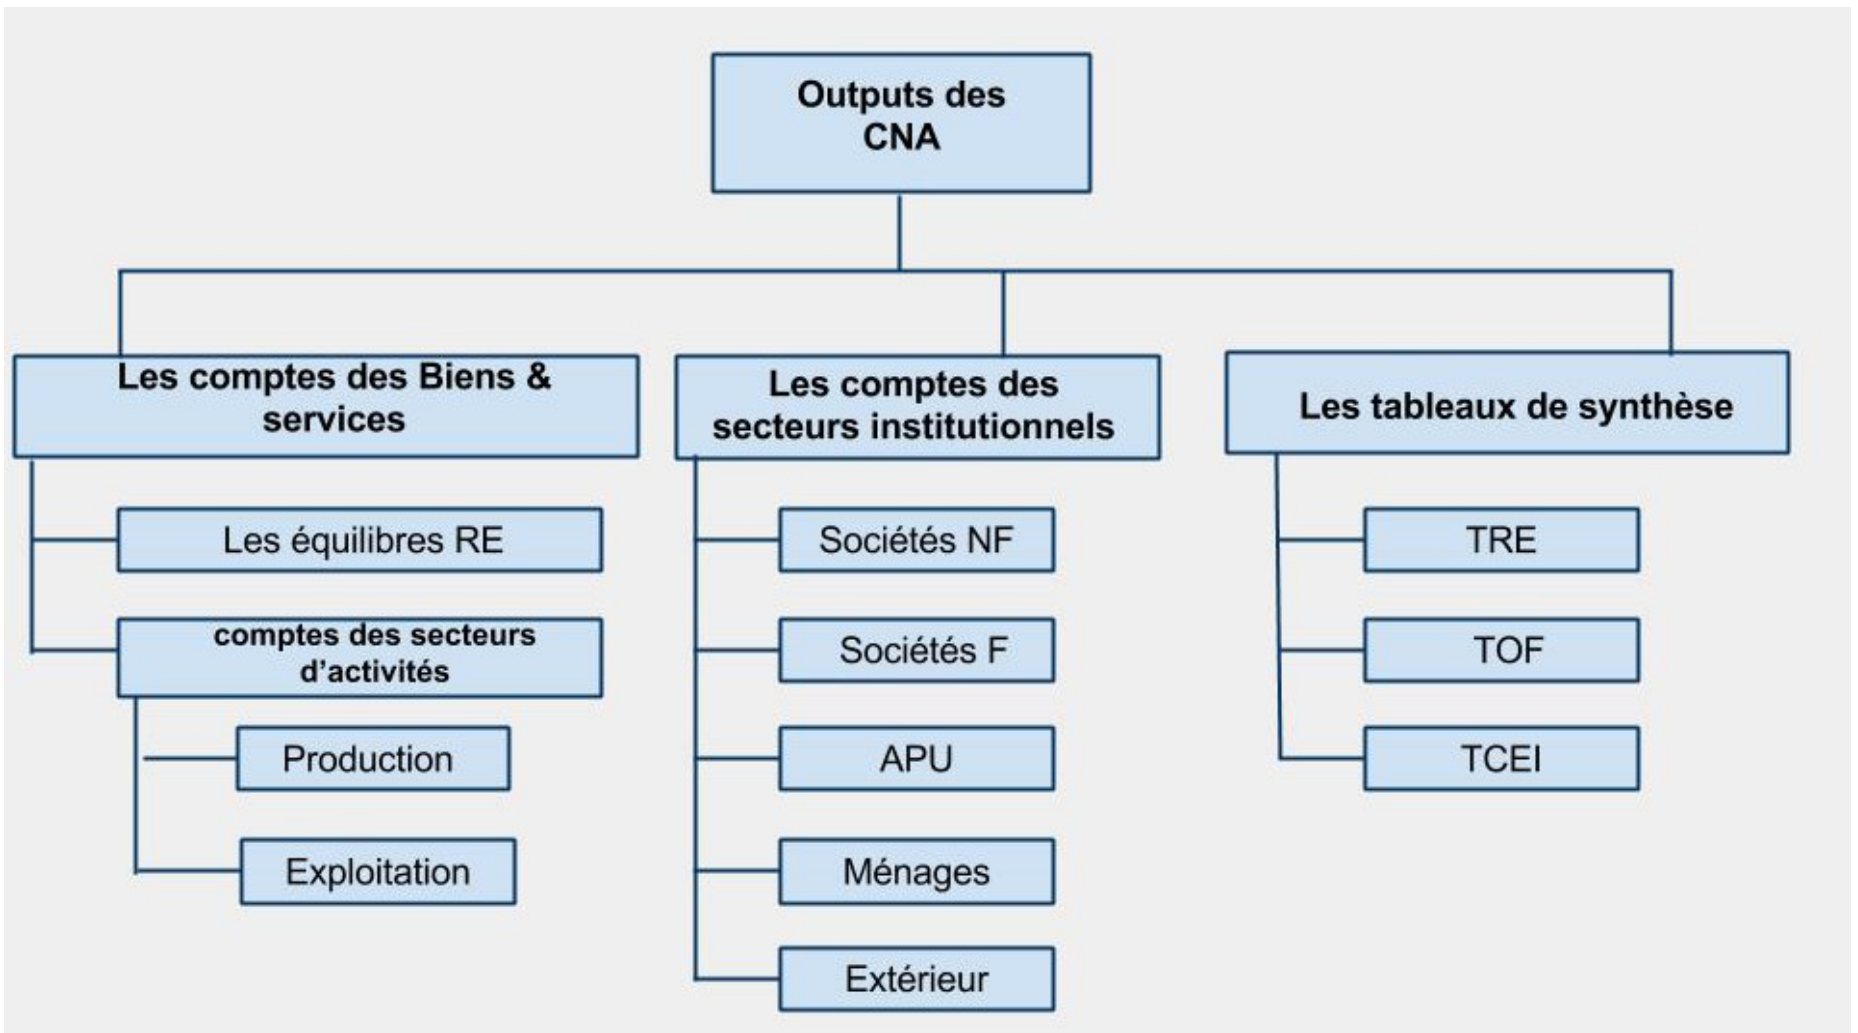 Outputs des
CNA
Les comptes des Biens &
services
Les équilibres RE
comptes des secteurs
d’activités
Production
Exploitation
Les comptes des
secteurs institutionnels
Sociétés NF
Sociétés F
APU
Ménages
Extérieur
Les tableaux de synthèse
TRE
TOF
TCEI